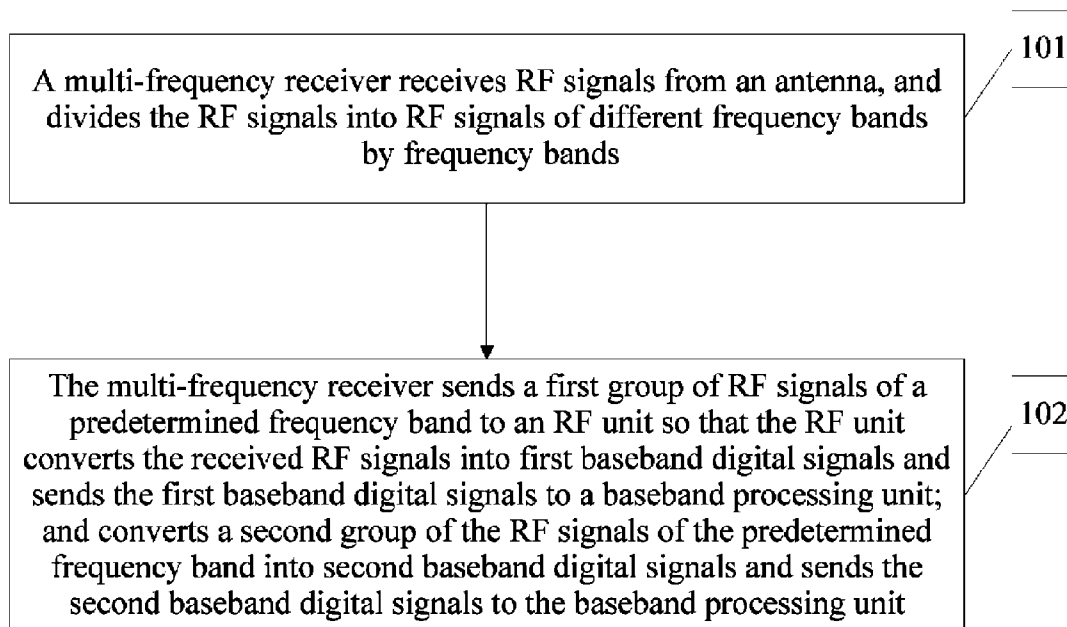 101
A multi-frequency receiver receives RF signals from an antenna, and
divides the RF signals into RF signals of different frequency bands
by frequency bands
The multi-frequency receiver sends a first group of RF signals of a
predetermined frequency band to an RF unit so that the RF unit
converts the received RF signals into first baseband digital signals and
sends the first baseband digital signals to a baseband processing unit;
and converts a second group of the RF signals of the predetermined
frequency band into second baseband digital signals and sends the
second baseband digital signals to the baseband processing unit
102